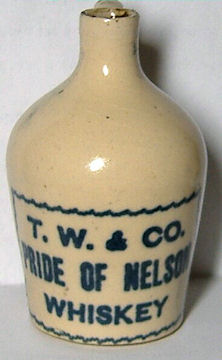 T. W. & CO.
PRIDE OF NELSON
WHISKEY